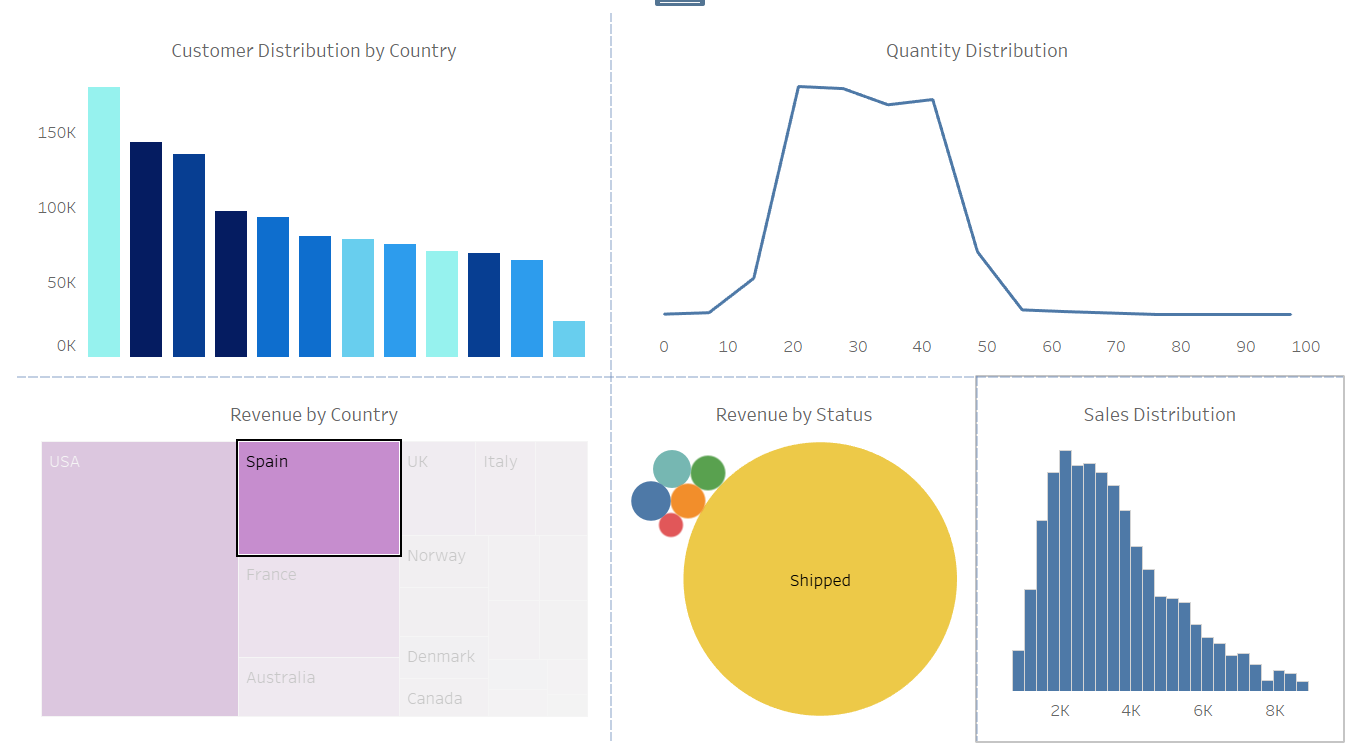 Customer Distribution by Country
150K
100K
50K
0K
Quantity Distribution
0 10 20 30 40 50 60 70 80 90 100
Revenue by Country
USA
Spain
UK
Italy
France
Norway
Australia
Denmark
Canada
Revenue by Status
Shipped
Sales Distribution
2K 4K 6K 8K